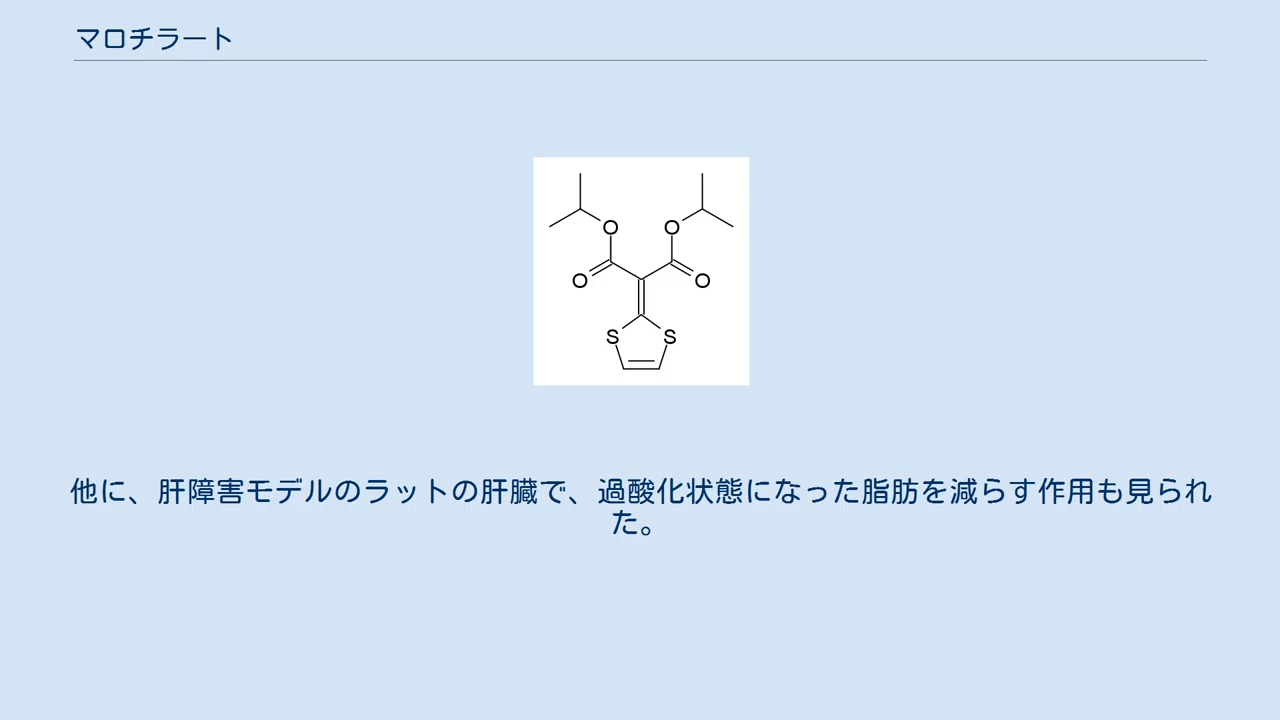 マロチラート
O O
O O
S S
他に、肝障害モデルのラットの肝臓で、過酸化状態になった脂肪を減らす作用も見られ
た。